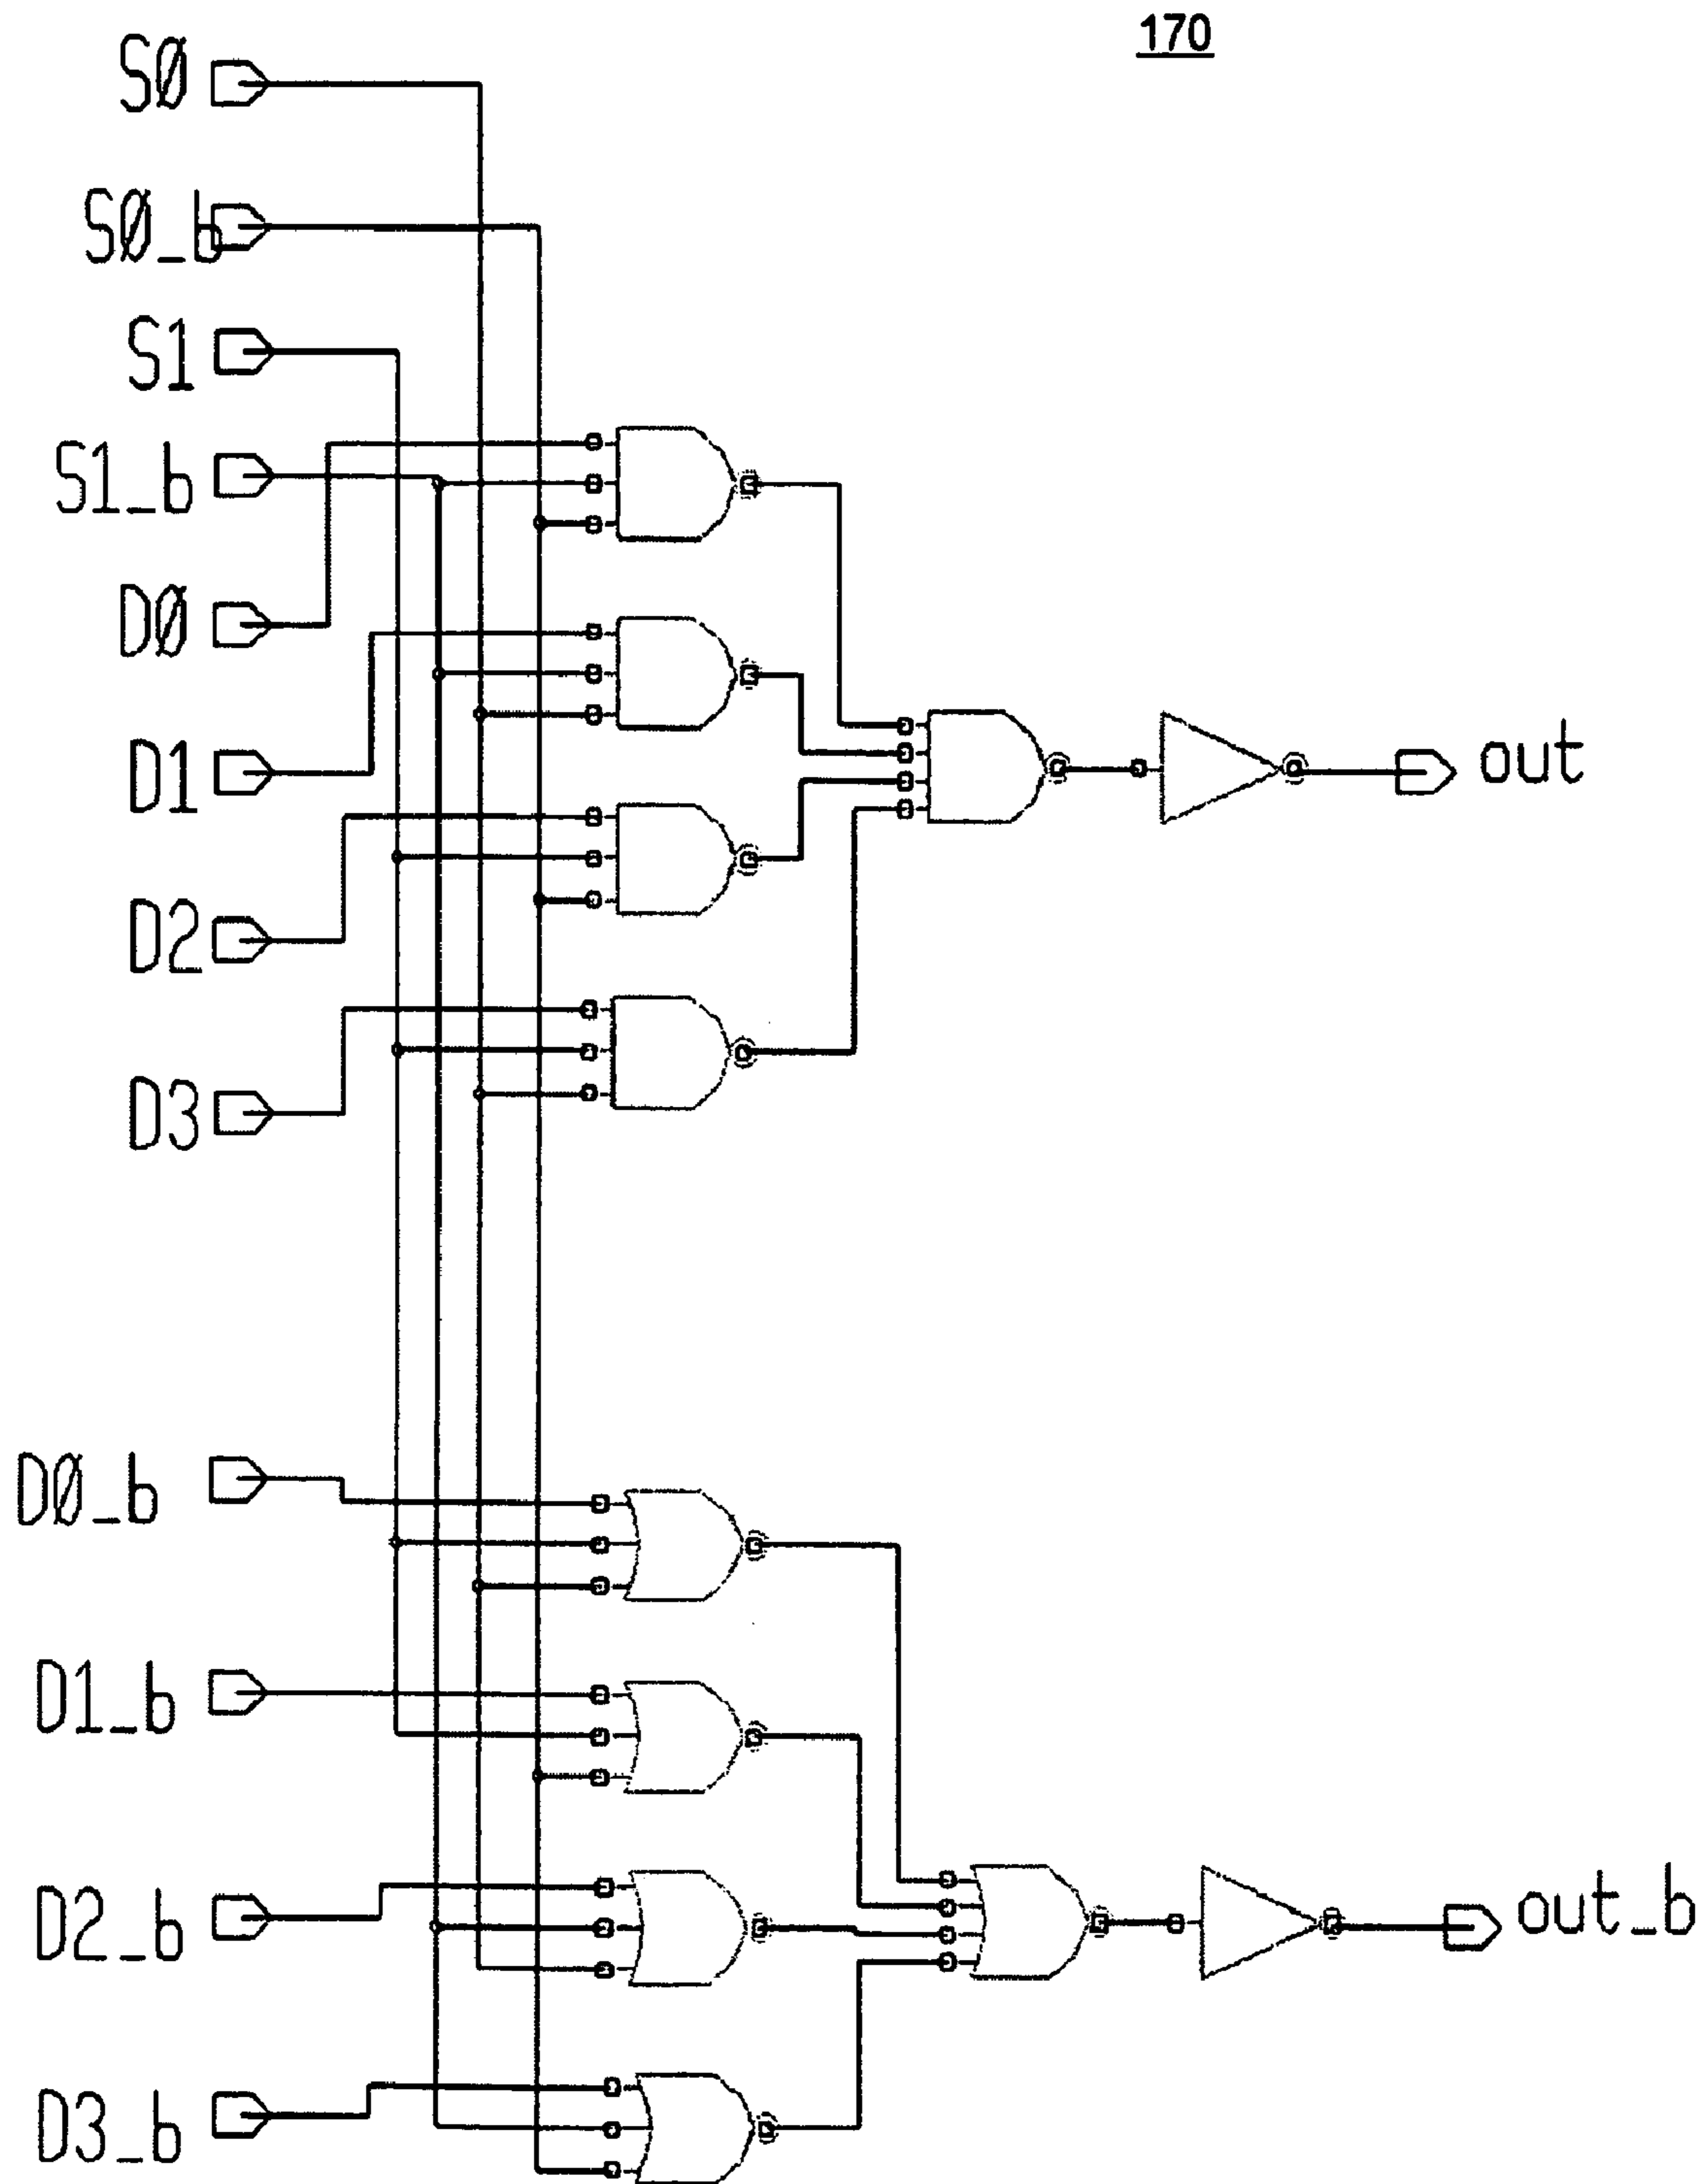 170
SØ
SØ_b
S1
S1_b
DØ
D1
D2
D3
out
DØ_b
D1_b
D2_b
D3_b
out_b